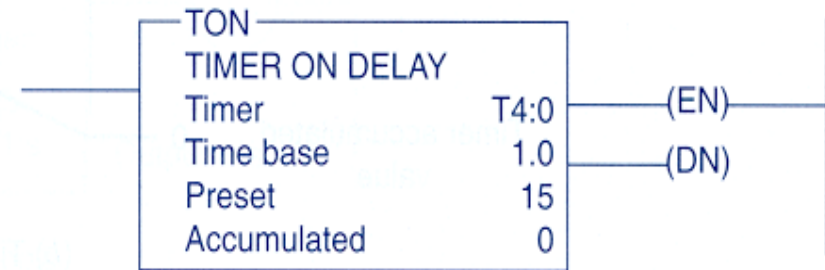 TON
TIMER ON DELAY
Timer T4:0 (EN)
Time base 1.0 (DN)
Preset 15
Accumulated 0